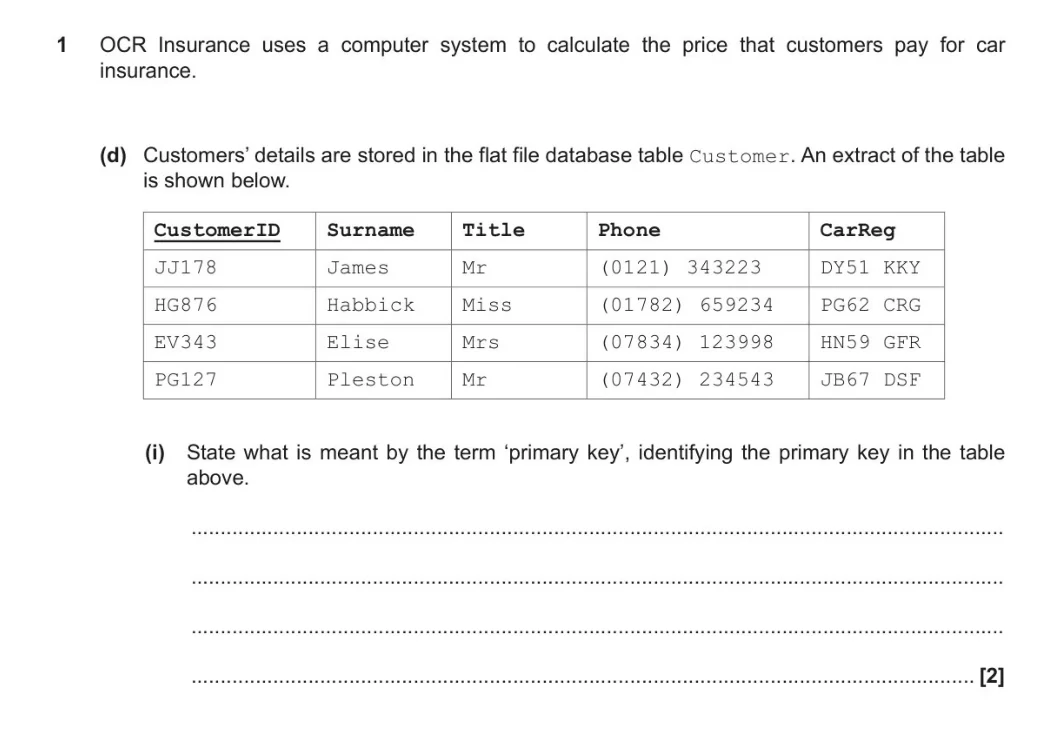 1 OCR Insurance uses a computer system to calculate the price that customers pay for car
insurance.
(d) Customers' details are stored in the flat file database table Customer. An extract of the table
is shown below.
CustomerID Surname Title Phone CarReg
JJ178 James Mr (0121) 343223 DY51 KKY
HG876 Habbick Miss (01782) 659234 PG62 CRG
EV343 Elise Mrs (07834) 123998 HN59 GFR
PG127 Pleston Mr (07432) 234543 JB67 DSF
(i) State what is meant by the term 'primary key', identifying the primary key in the table
above.
[2]